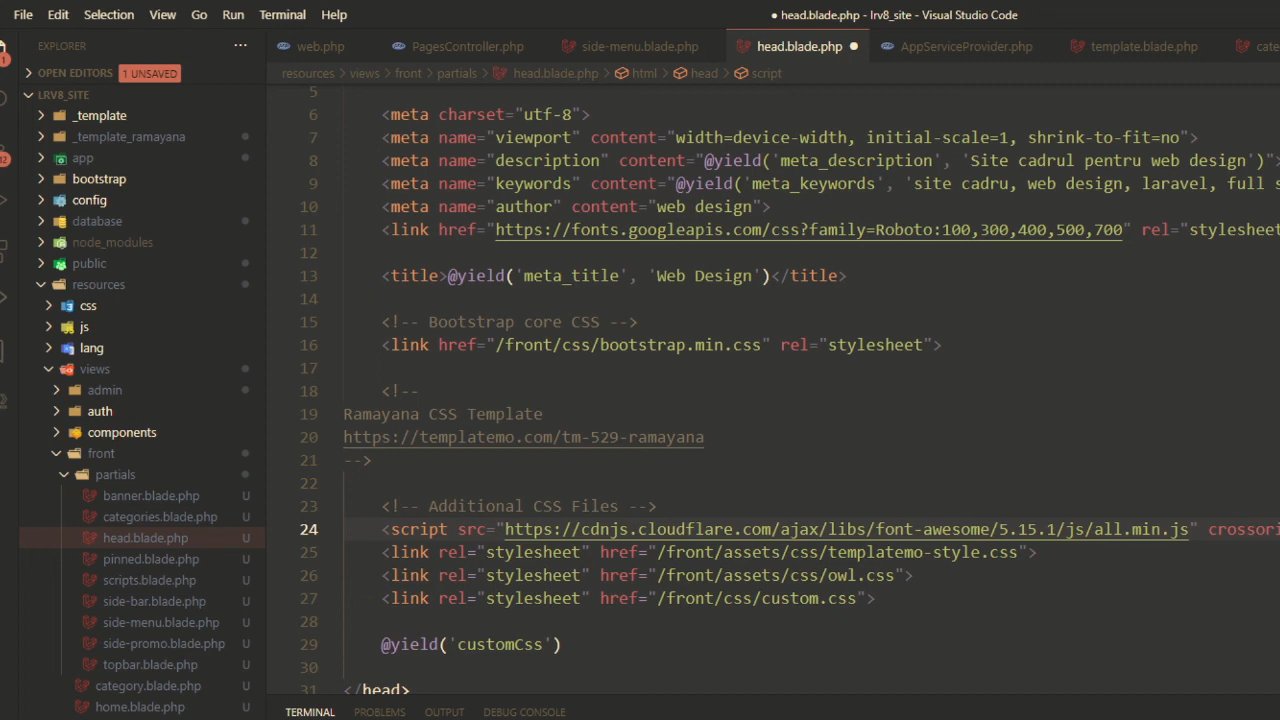 File Edit Selection View Go Run Terminal Help
● head.blade.php - lrv8_site - Visual Studio Code
EXPLORER ...
web.php PagesController.php side-menu.blade.php head.blade.php ● AppServiceProvider.php template.blade.php cate
OPEN EDITORS 1 UNSAVED
resources > views > front > partials > head.blade.php > html > head > script
LRV8_SITE
_template
_template_ramayana
app
bootstrap
config
database
node_modules
public
resources
css
js
lang
views
admin
auth
components
front
partials
banner.blade.php U
categories.blade.php U
head.blade.php U
pinned.blade.php U
scripts.blade.php U
side-bar.blade.php U
side-menu.blade.php U
side-promo.blade.php U
topbar.blade.php U
category.blade.php U
home.blade.php U
12
1
5
6 <meta charset="utf-8">
7 <meta name="viewport" content="width=device-width, initial-scale=1, shrink-to-fit=no">
8 <meta name="description" content="@yield('meta_description', 'Site cadrul pentru web design')">
9 <meta name="keywords" content="@yield('meta_keywords', 'site cadru, web design, laravel, full s
10 <meta name="author" content="web design">
11 <link href="https://fonts.googleapis.com/css?family=Roboto:100,300,400,500,700" rel="stylesheet
12
13 <title>@yield('meta_title', 'Web Design')</title>
14
15 <!-- Bootstrap core CSS -->
16 <link href="/front/css/bootstrap.min.css" rel="stylesheet">
17
18 <!--
19 Ramayana CSS Template
20 https://templatemo.com/tm-529-ramayana
21 -->
22
23 <!-- Additional CSS Files -->
24 <script src="https://cdnjs.cloudflare.com/ajax/libs/font-awesome/5.15.1/js/all.min.js" crossori
25 <link rel="stylesheet" href="/front/assets/css/templatemo-style.css">
26 <link rel="stylesheet" href="/front/assets/css/owl.css">
27 <link rel="stylesheet" href="/front/css/custom.css">
28
29 @yield('customCss')
30
31 </head>
TERMINAL PROBLEMS OUTPUT DEBUG CONSOLE